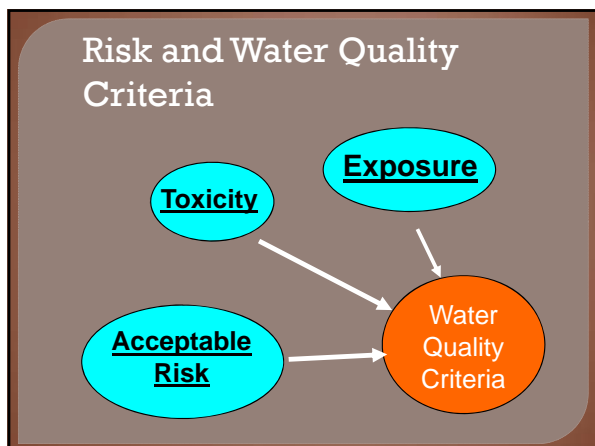 Risk and Water Quality
Criteria
Exposure
Toxicity
Acceptable
Risk
Water
Quality
Criteria